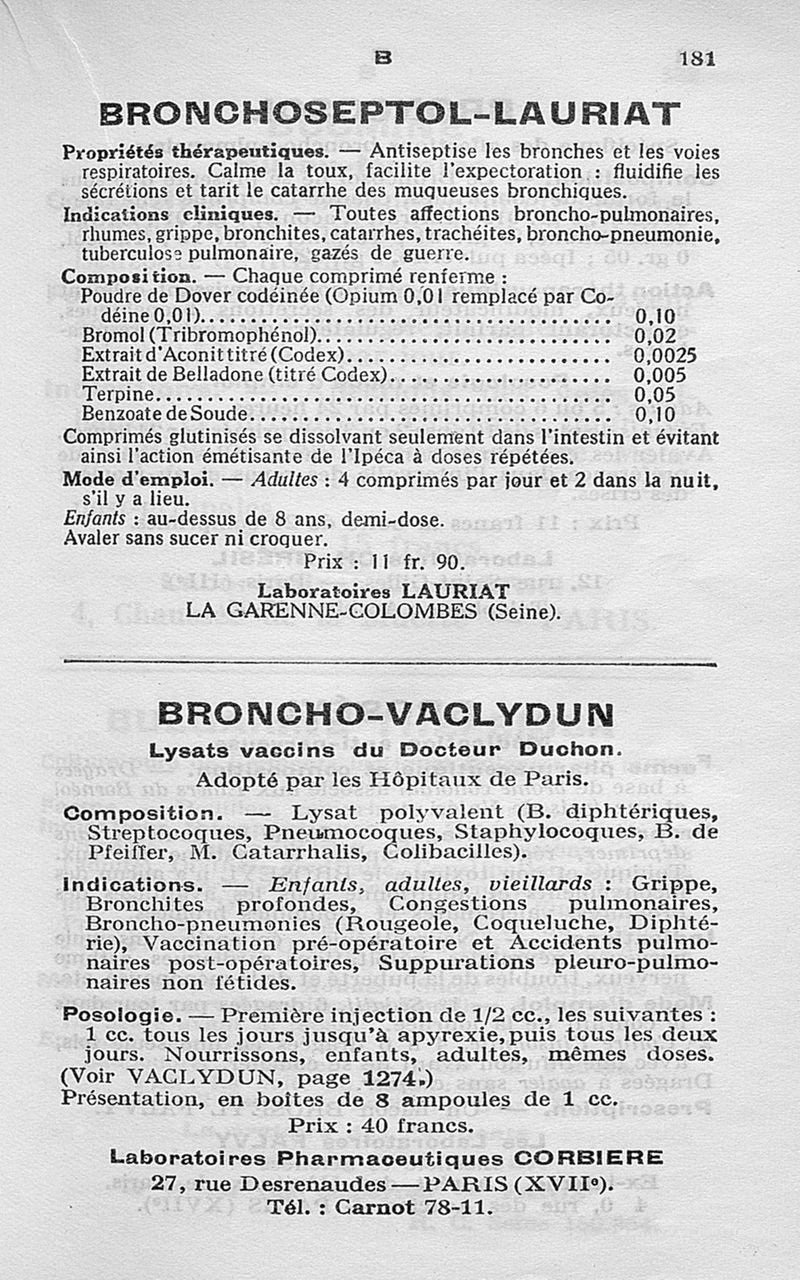 B 181
BRONCHOSEPTOL-LAURIAT
Propriétés thérapeutiques. — Antiseptise les bronches et les voies
respiratoires. Calme la toux, facilite l'expectoration : fluidifie les
sécrétions et tarit le catarrhe des muqueuses bronchiques.
Indications cliniques. — Toutes affections broncho-pulmonaires,
rhumes, grippe, bronchites, catarrhes, trachéites, broncho-pneumonie,
tuberculose pulmonaire, gazés de guerre.
Composition. — Chaque comprimé renferme :
Poudre de Dover codéinée (Opium 0,01 remplacé par Co-
déine 0,01)........................................ 0,10
Bromol (Tribromophénol)............................ 0,02
Extrait d'Aconit titré (Codex)......................... 0,0025
Extrait de Belladone (titré Codex).................... 0,005
Terpine............................................ 0,05
Benzoate de Soude.................................. 0,10
Comprimés glutinisés se dissolvant seulement dans l'intestin et évitant
ainsi l'action émétisante de l'Ipéca à doses répétées.
Mode d'emploi. — Adultes : 4 comprimés par jour et 2 dans la nuit,
s'il y a lieu.
Enfants : au-dessus de 8 ans, demi-dose.
Avaler sans sucer ni croquer.
Prix : 11 fr. 90.
Laboratoires LAURIAT
LA GARENNE-COLOMBES (Seine).
BRONCHO-VACLYDUN
Lysats vaccins du Docteur Duchon.
Adopté par les Hôpitaux de Paris.
Composition. — Lysat polyvalent (B. diphtériques,
Streptocoques, Pneumocoques, Staphylocoques, B. de
Pfeiffer, M. Catarrhalis, Colibacilles).
Indications. — Enfants, adultes, vieillards : Grippe,
Bronchites profondes, Congestions pulmonaires,
Broncho-pneumonies (Rougeole, Coqueluche, Diphté-
rie), Vaccination pré-opératoire et Accidents pulmo-
naires post-opératoires, Suppurations pleuro-pulmo-
naires non fétides.
Posologie. — Première injection de 1/2 cc., les suivantes :
1 cc. tous les jours jusqu'à apyrexie, puis tous les deux
jours. Nourrissons, enfants, adultes, mêmes doses.
(Voir VACLYDUN, page 1274.)
Présentation, en boîtes de 8 ampoules de 1 cc.
Prix : 40 francs.
Laboratoires Pharmaceutiques CORBIERE
27, rue Desrenaudes — PARIS (XVIIe).
Tél. : Carnot 78-11.